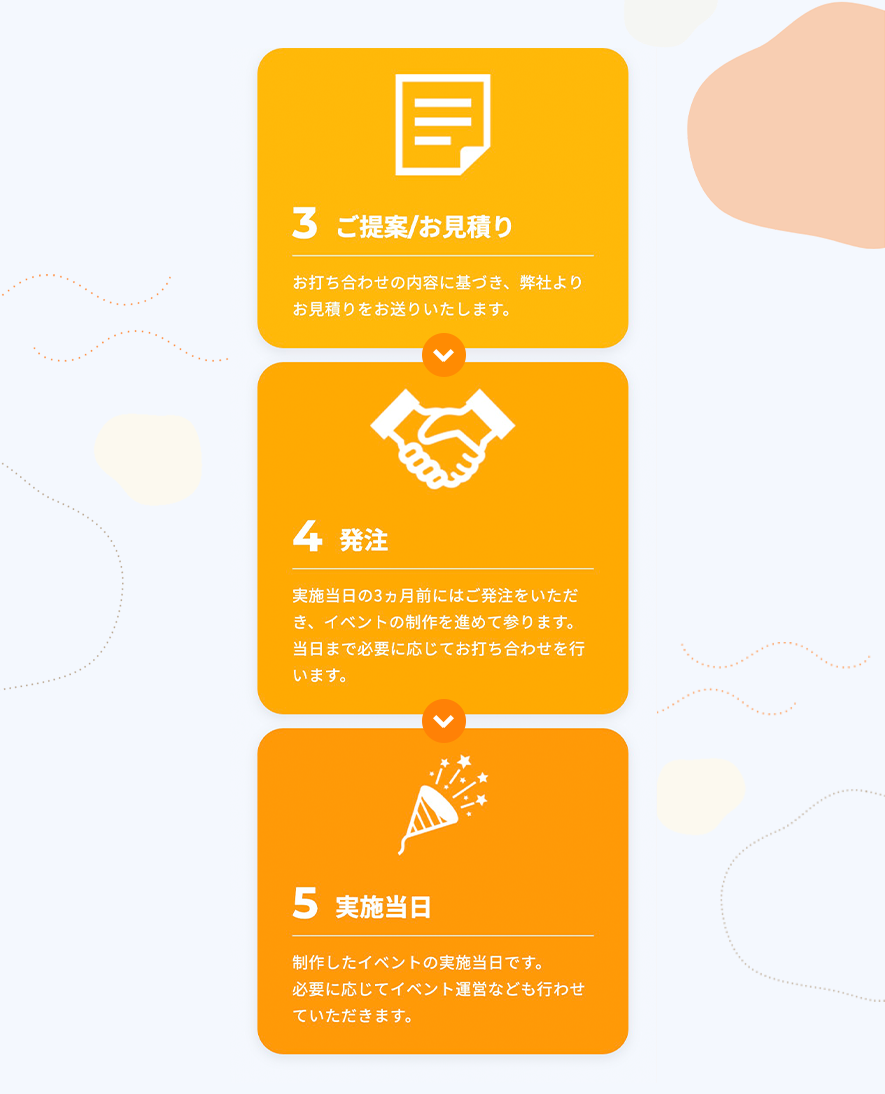 3 ご提案/お見積り
お打ち合わせの内容に基づき、弊社より
お見積りをお送りいたします。
4 発注
実施当日の3ヵ月前にはご発注をいただ
き、イベントの制作を進めて参ります。
当日まで必要に応じてお打ち合わせを行
います。
5 実施当日
制作したイベントの実施当日です。
必要に応じてイベント運営なども行わせ
ていただきます。